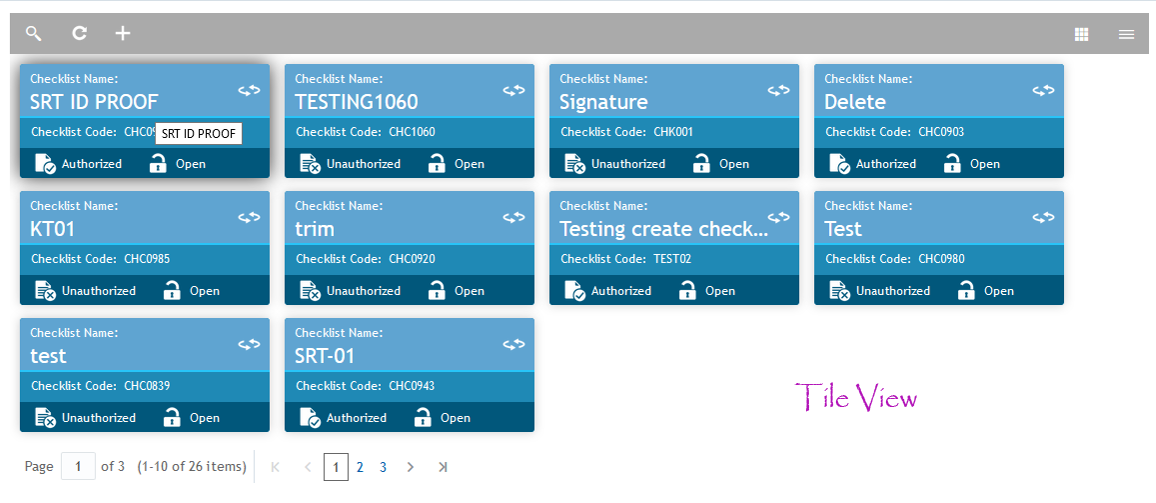 Checklist Name: Checklist Name: Checklist Name: Checklist Name:
SRT ID PROOF TESTING1060 Signature Delete
Checklist Code: CHC09 SRT ID PROOF Checklist Code: CHC1060 Checklist Code: CHK001 Checklist Code: CHC0903
Authorized Open Unauthorized Open Unauthorized Open Authorized Open
Checklist Name: Checklist Name: Checklist Name: Checklist Name:
KT01 trim Testing create check... Test
Checklist Code: CHC0985 Checklist Code: CHC0920 Checklist Code: TEST02 Checklist Code: CHC0980
Unauthorized Open Unauthorized Open Authorized Open Unauthorized Open
Checklist Name: Checklist Name:
test SRT-01
Checklist Code: CHC0839 Checklist Code: CHC0943
Tile View
Unauthorized Open Authorized Open
Page 1 of 3 (1-10 of 26 items) K < 1 2 3 > >|